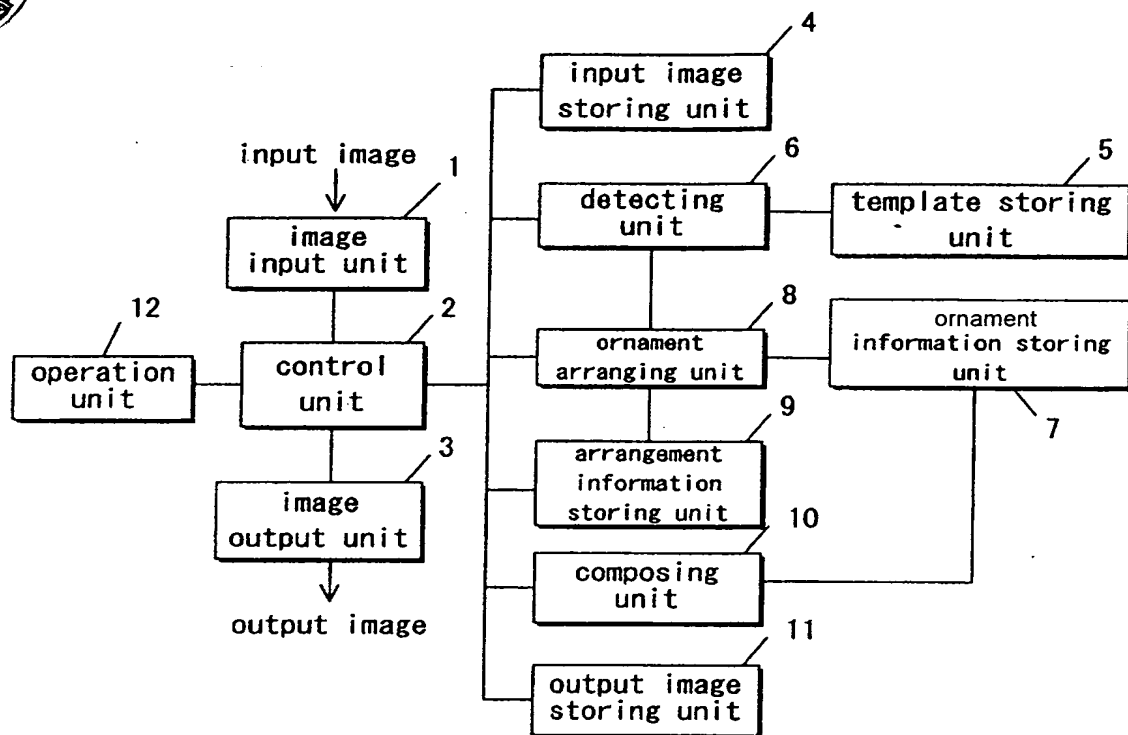 4
input image
storing unit
input image
1
6
5
image
input unit
detecting
unit
template storing
unit
12
2
8
operation
unit
control
unit
ornament
arranging unit
ornament
information storing
unit
3
9
7
image
output unit
arrangement
information
storing unit
10
output image
composing
unit
11
output image
storing unit